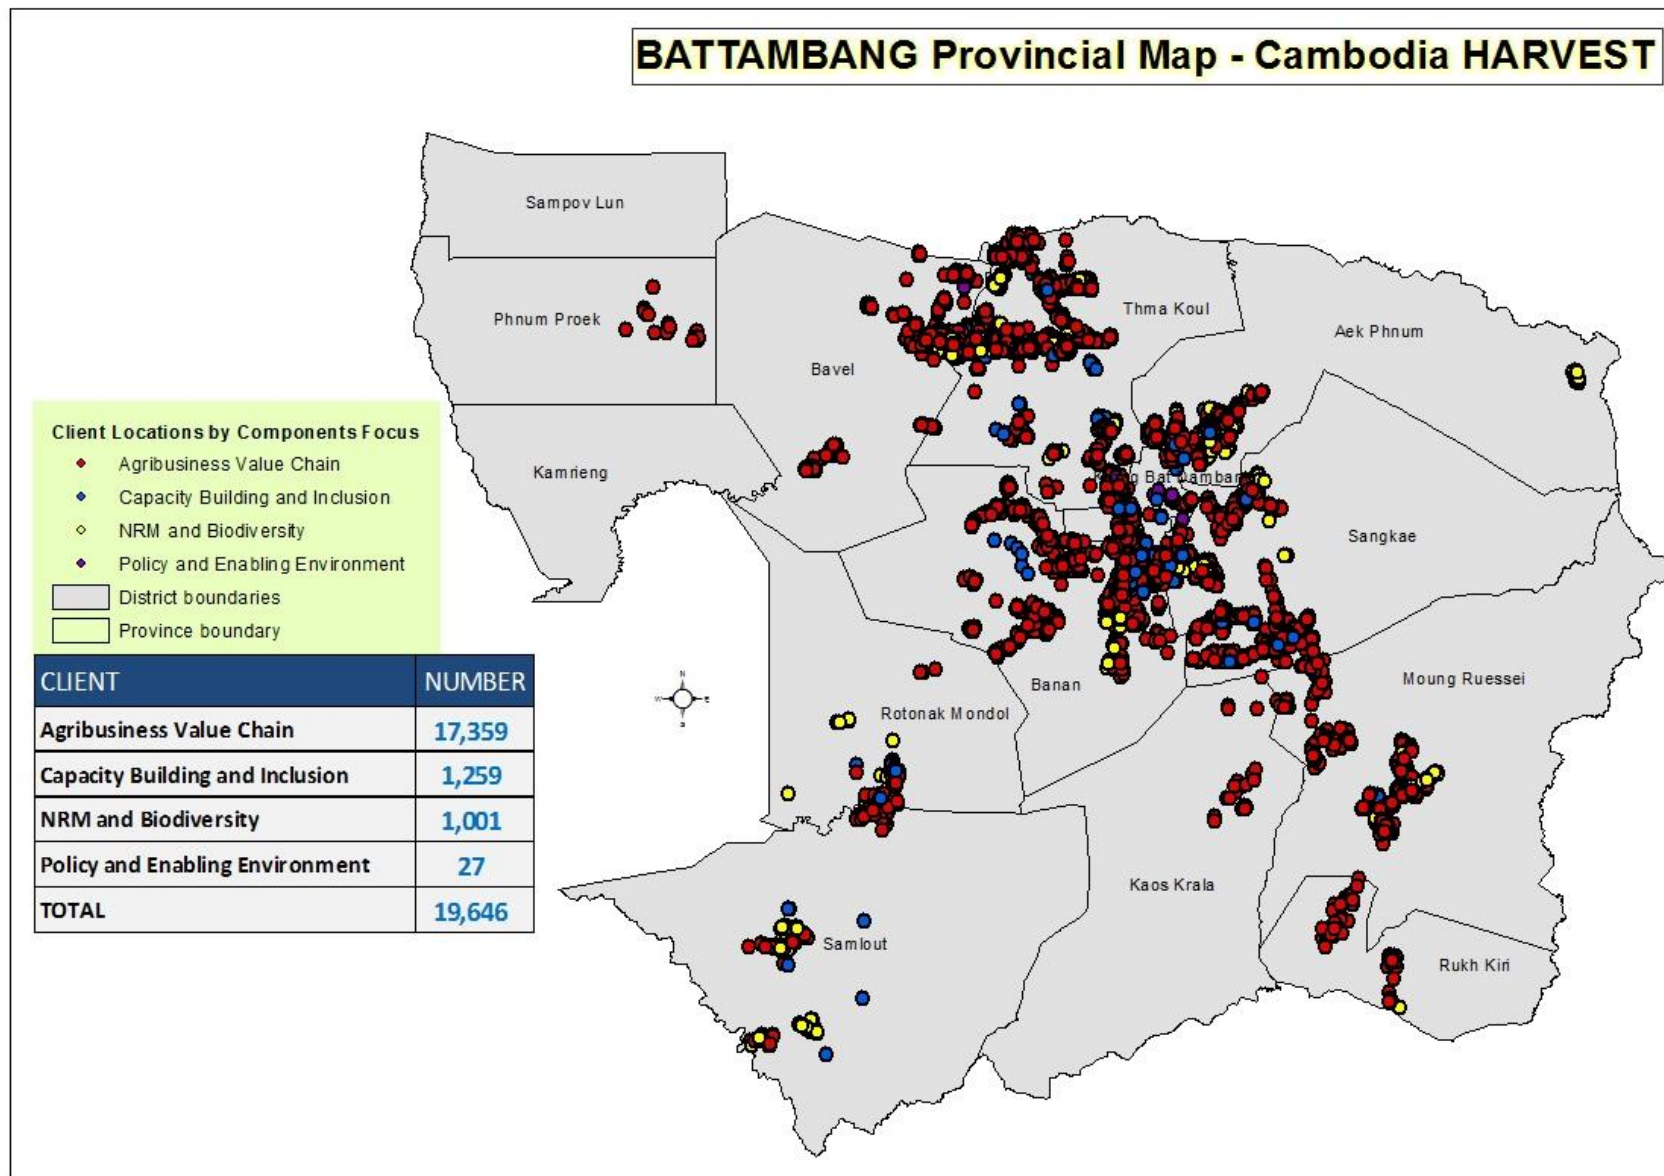 BATTAMBANG Provincial Map - Cambodia HARVEST
Sampov Lun
Phnum Proek
Thma Koul
Aek Phnum
Bavel
Kamrieng
Sangkae
Banan
Moung Ruessei
Rotonak Mondol
Kaos Krala
Samlout
Rukh Kiri
Client Locations by Components Focus
Agribusiness Value Chain
Capacity Building and Inclusion
NRM and Biodiversity
Policy and Enabling Environment
District boundaries
Province boundary
CLIENT NUMBER
Agribusiness Value Chain 17,359
Capacity Building and Inclusion 1,259
NRM and Biodiversity 1,001
Policy and Enabling Environment 27
TOTAL 19,646
N
W E
S